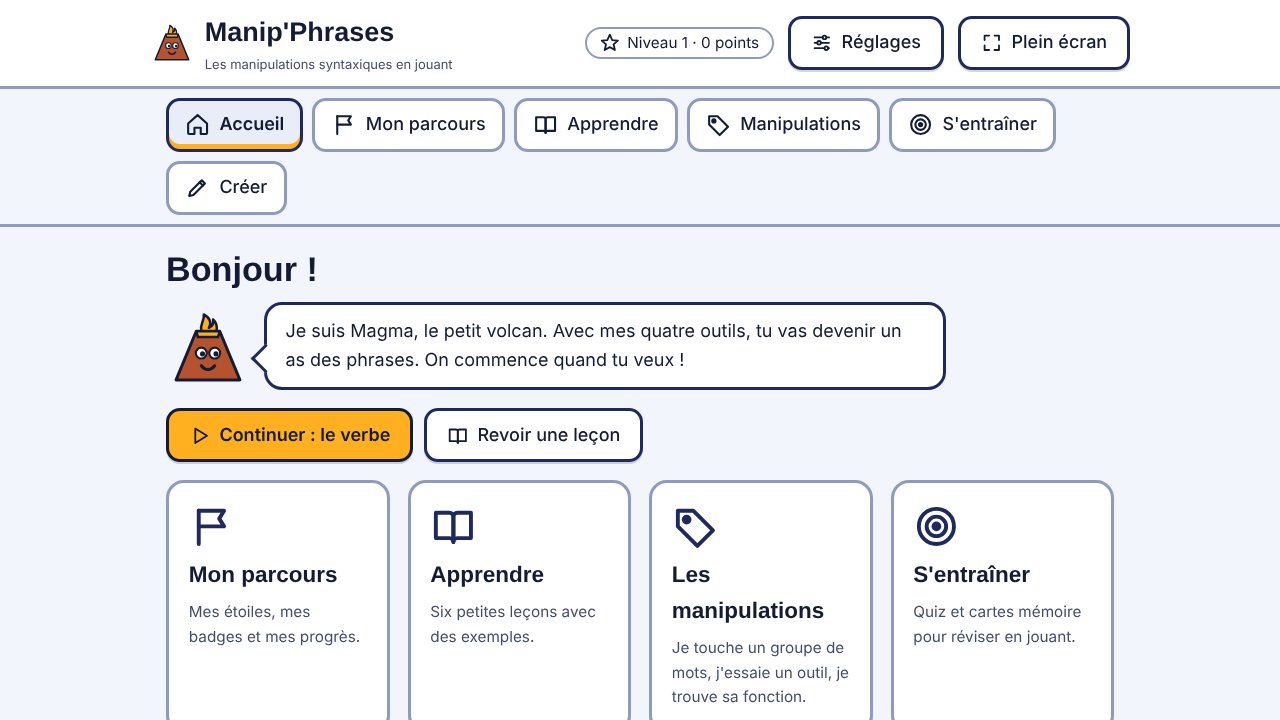 Manip'Phrases
Les manipulations syntaxiques en jouant
Niveau 1 · 0 points
Réglages
Plein écran
Accueil
Mon parcours
Apprendre
Manipulations
S'entraîner
Créer
Bonjour !
Je suis Magma, le petit volcan. Avec mes quatre outils, tu vas devenir un
as des phrases. On commence quand tu veux !
Continuer : le verbe
Revoir une leçon
Mon parcours
Mes étoiles, mes
badges et mes progrès.
Apprendre
Six petites leçons avec
des exemples.
Les
manipulations
Je touche un groupe de
mots, j'essaie un outil, je
trouve sa fonction.
S'entraîner
Quiz et cartes mémoire
pour réviser en jouant.